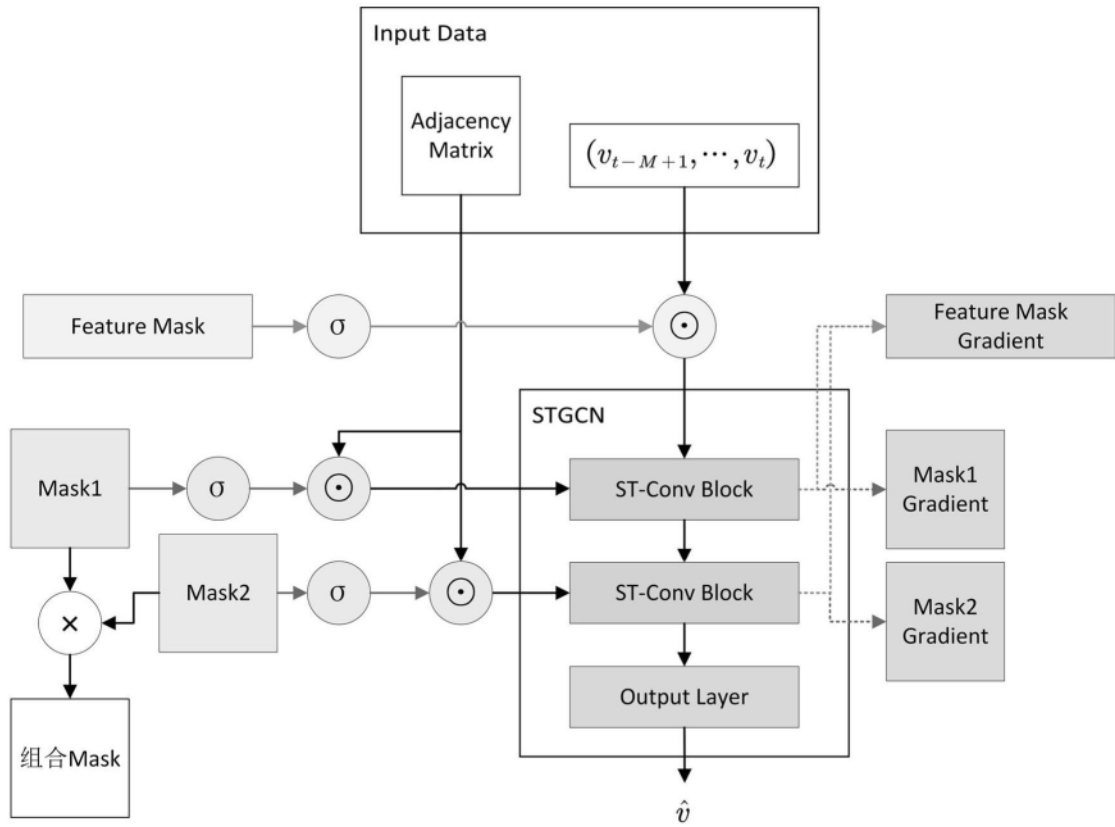 Input Data
Adjacency
Matrix
(v_{t−M+1}, ⋯, v_t)
Feature Mask
σ
⊙
Feature Mask
Gradient
STGCN
Mask1
σ
⊙
ST-Conv Block
Mask1
Gradient
Mask2
σ
⊙
ST-Conv Block
Mask2
Gradient
×
Output Layer
组合Mask
v̂